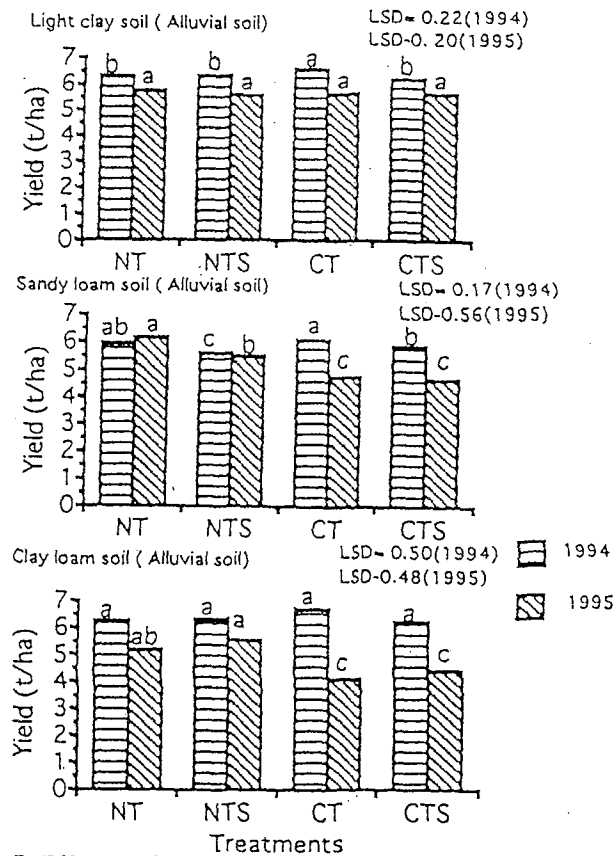 Light clay soil ( Alluvial soil)
LSD= 0.22(1994)
LSD-0. 20(1995)
Yield (t/ha)
7
6
5
4
3
2
1
0
b a b a a a b a
NT NTS CT CTS
Sandy loam soil ( Alluvial soil)
LSD= 0.17(1994)
LSD-0.56(1995)
Yield (t/ha)
7
6
5
4
3
2
1
0
ab a c b a c b c
NT NTS CT CTS
Clay loam soil ( Alluvial soil)
LSD= 0.50(1994)
LSD-0.48(1995)
1994
1995
Yield (t/ha)
7
6
5
4
3
2
1
0
a ab a a a c a c
NT NTS CT CTS
Treatments